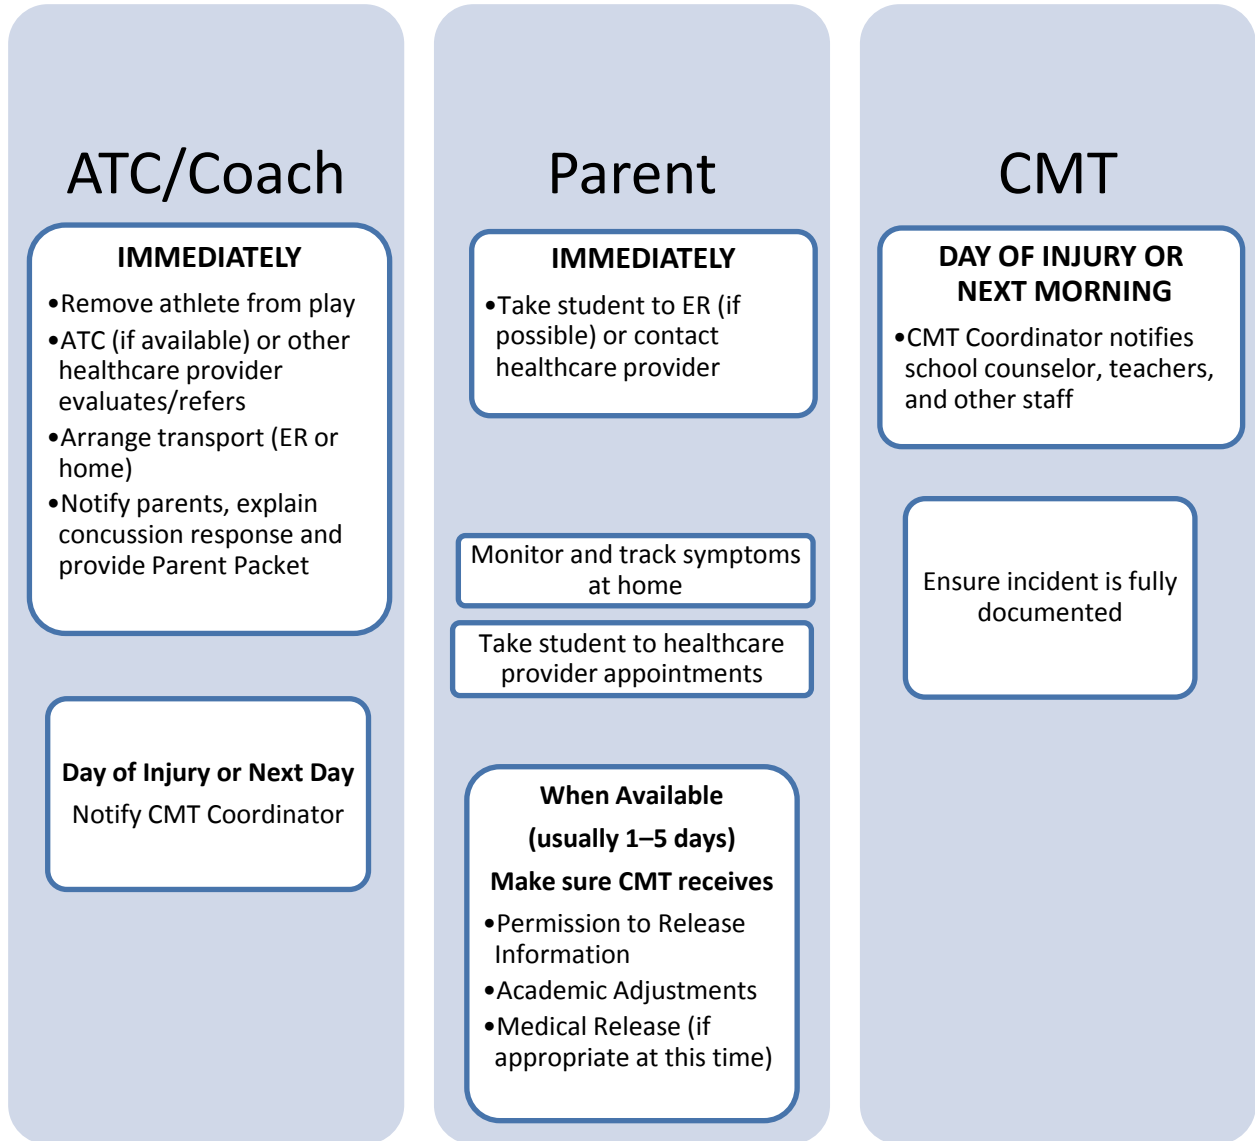 ATC/Coach
IMMEDIATELY
•Remove athlete from play
•ATC (if available) or other
healthcare provider
evaluates/refers
•Arrange transport (ER or
home)
•Notify parents, explain
concussion response and
provide Parent Packet
Day of Injury or Next Day
Notify CMT Coordinator
Parent
IMMEDIATELY
•Take student to ER (if
possible) or contact
healthcare provider
Monitor and track symptoms
at home
Take student to healthcare
provider appointments
When Available
(usually 1–5 days)
Make sure CMT receives
•Permission to Release
Information
•Academic Adjustments
•Medical Release (if
appropriate at this time)
CMT
DAY OF INJURY OR
NEXT MORNING
•CMT Coordinator notifies
school counselor, teachers,
and other staff
Ensure incident is fully
documented